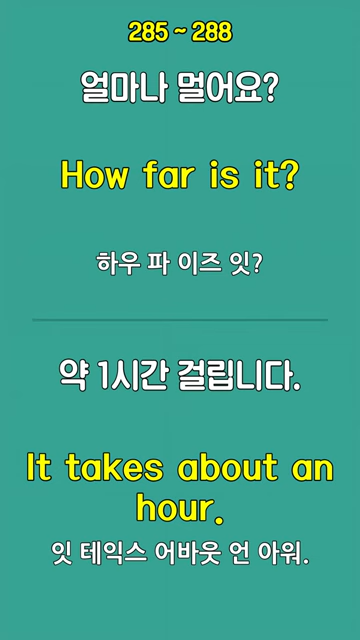 285 ~ 288
얼마나 멀어요?
How far is it?
하우 파 이즈 잇?
약 1시간 걸립니다.
It takes about an
hour.
잇 테익스 어바웃 언 아워.